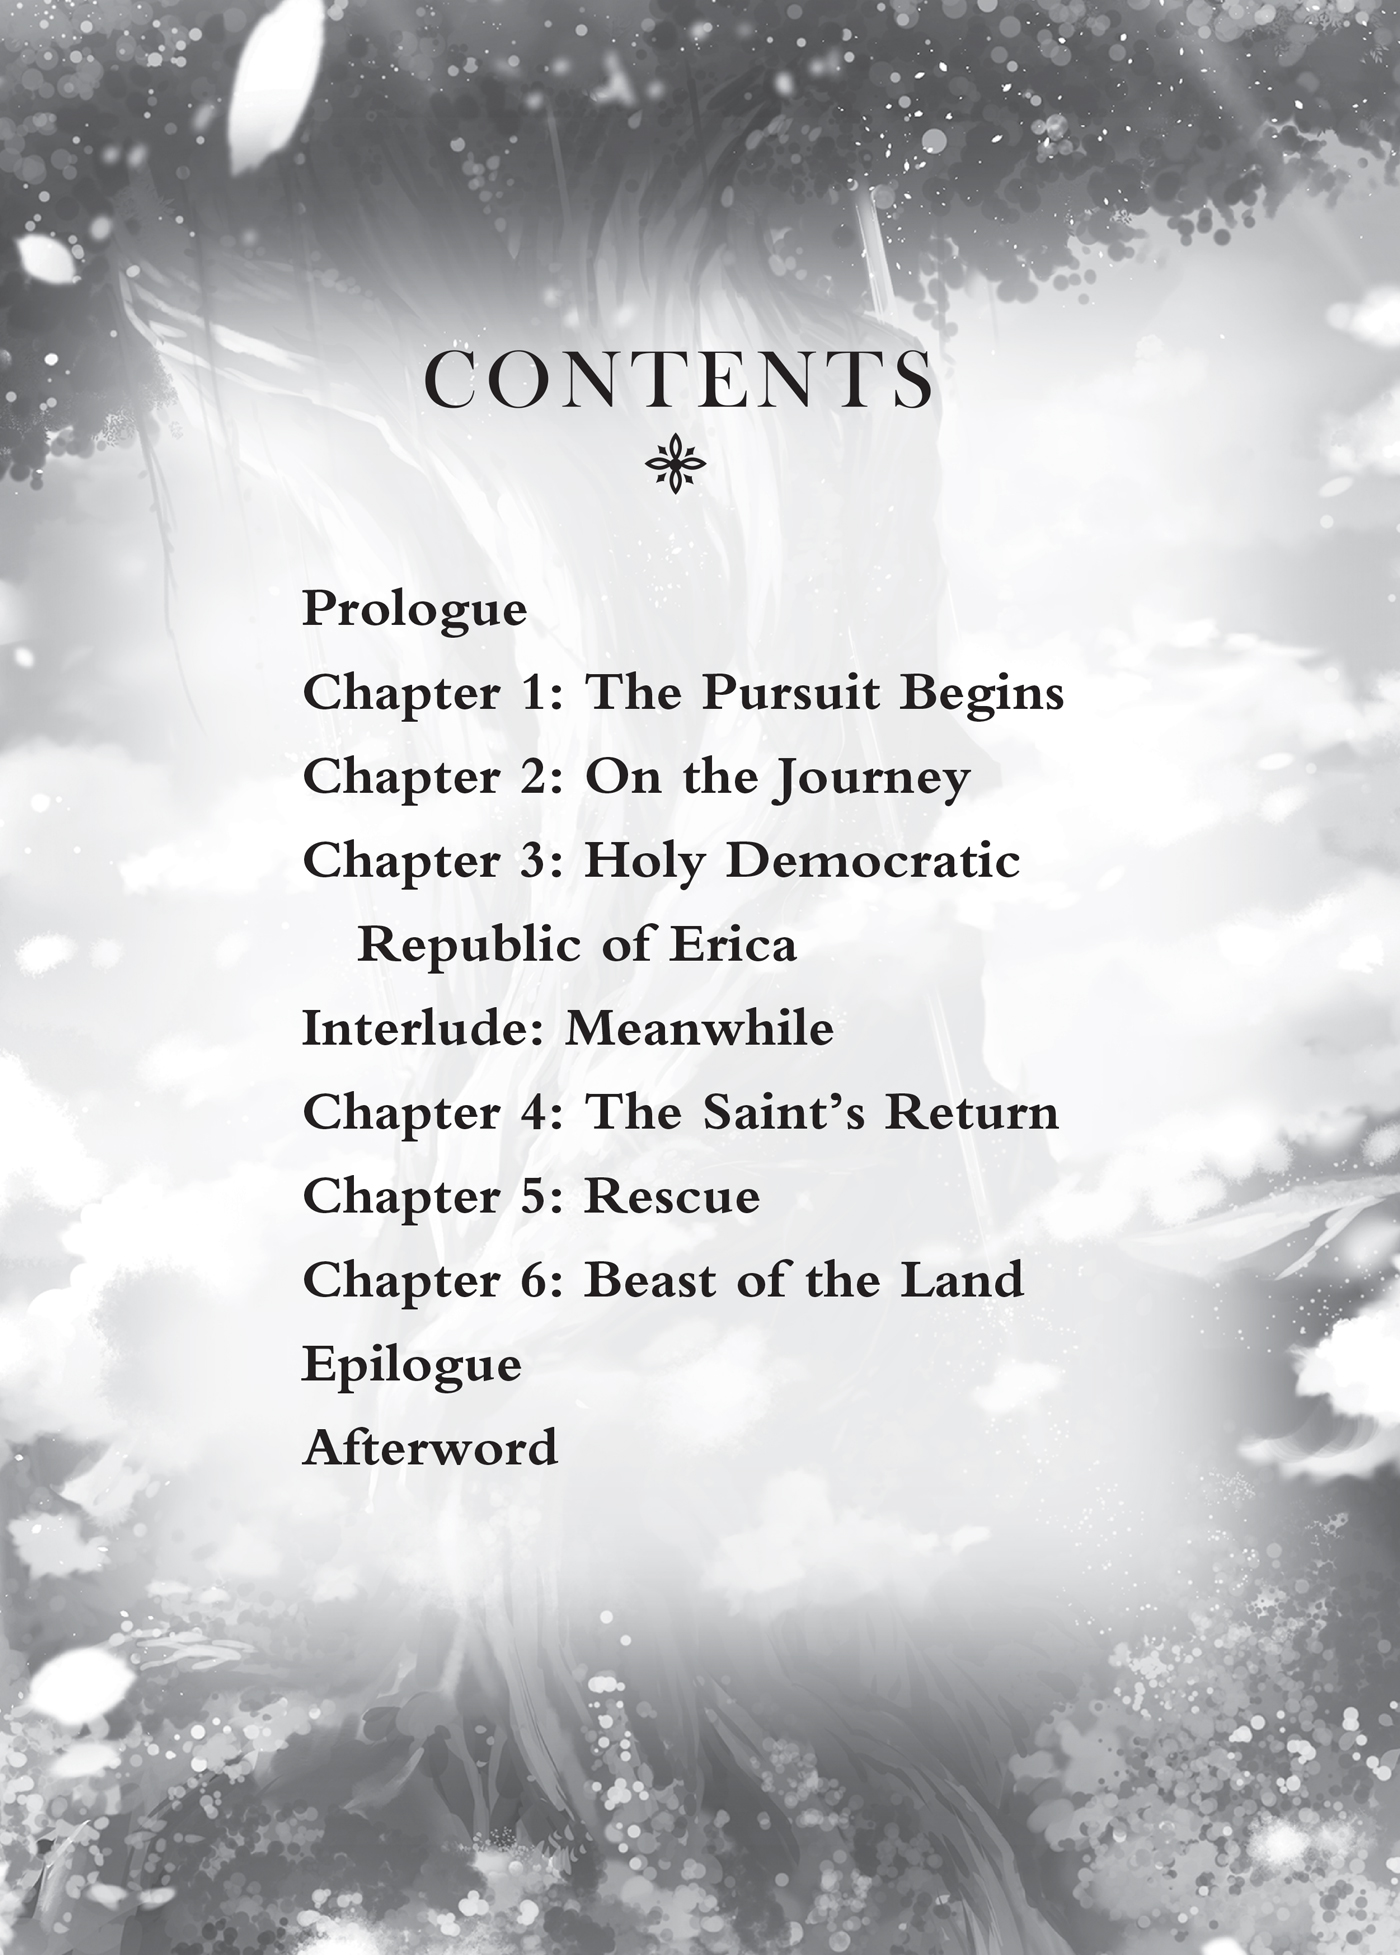 CONTENTS
Prologue
Chapter 1: The Pursuit Begins
Chapter 2: On the Journey
Chapter 3: Holy Democratic
Republic of Erica
Interlude: Meanwhile
Chapter 4: The Saint’s Return
Chapter 5: Rescue
Chapter 6: Beast of the Land
Epilogue
Afterword